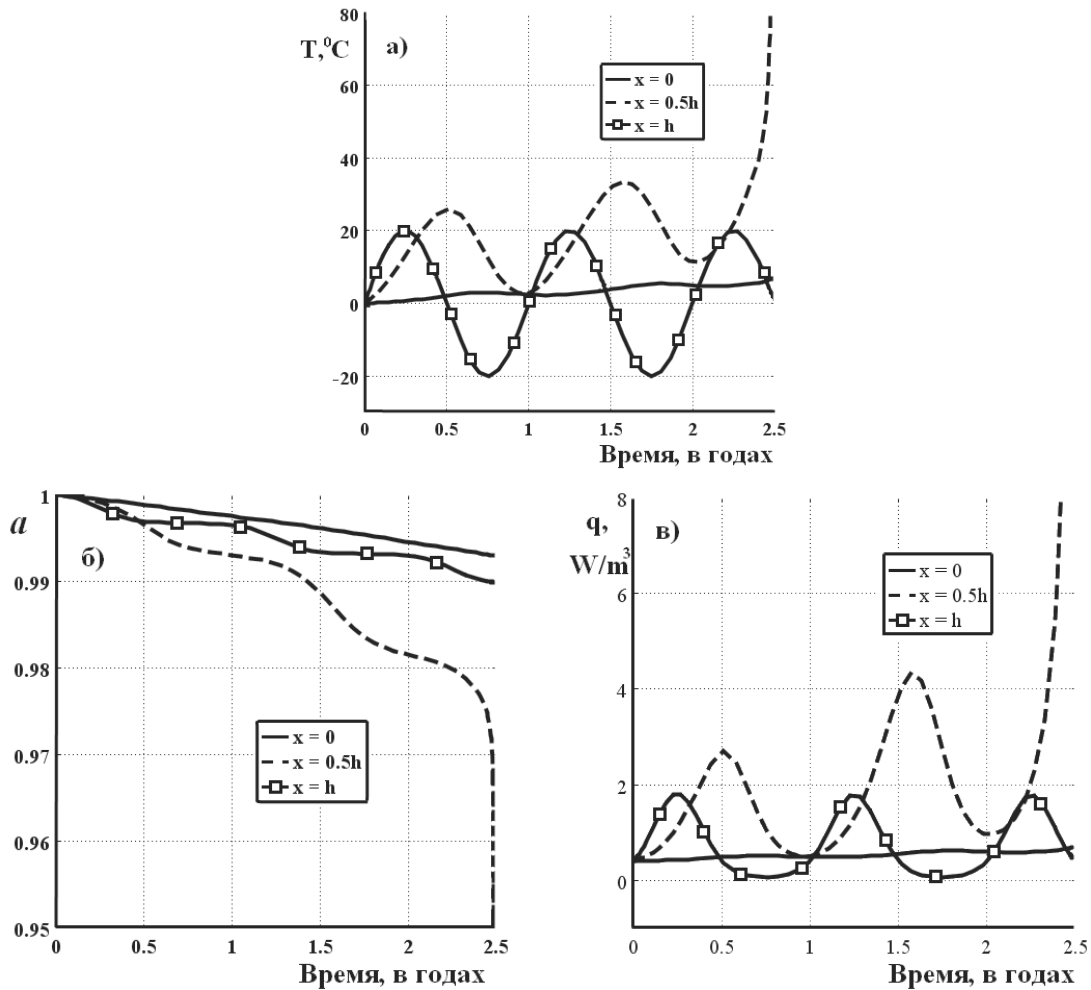 80
T,⁰C
а)
60
40
20
0
-20
x = 0
x = 0.5h
x = h
0 0.5 1 1.5 2 2.5
Время, в годах
1
a
б)
0.99
0.98
0.97
0.96
0.95
x = 0
x = 0.5h
x = h
0 0.5 1 1.5 2 2.5
Время, в годах
8
q,
в)
W/m³
6
4
2
0
x = 0
x = 0.5h
x = h
0 0.5 1 1.5 2 2.5
Время, в годах